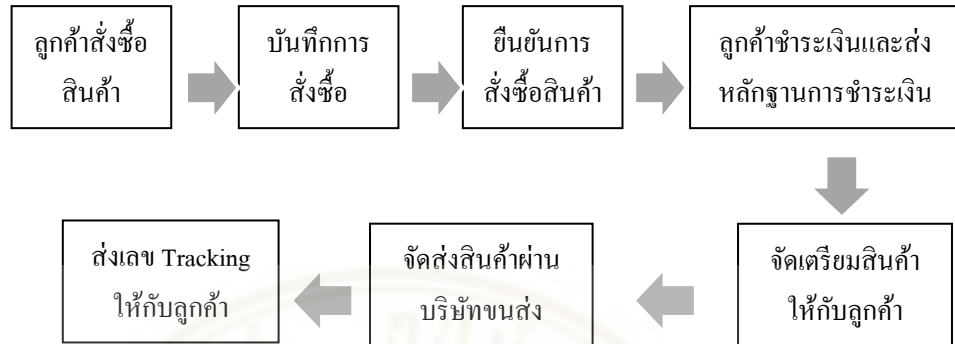 ลูกค้าสั่งซื้อ
สินค้า
บันทึกการ
สั่งซื้อ
ยืนยันการ
สั่งซื้อสินค้า
ลูกค้าชำระเงินและส่ง
หลักฐานการชำระเงิน
จัดเตรียมสินค้า
ให้กับลูกค้า
จัดส่งสินค้าผ่าน
บริษัทขนส่ง
ส่งเลข Tracking
ให้กับลูกค้า